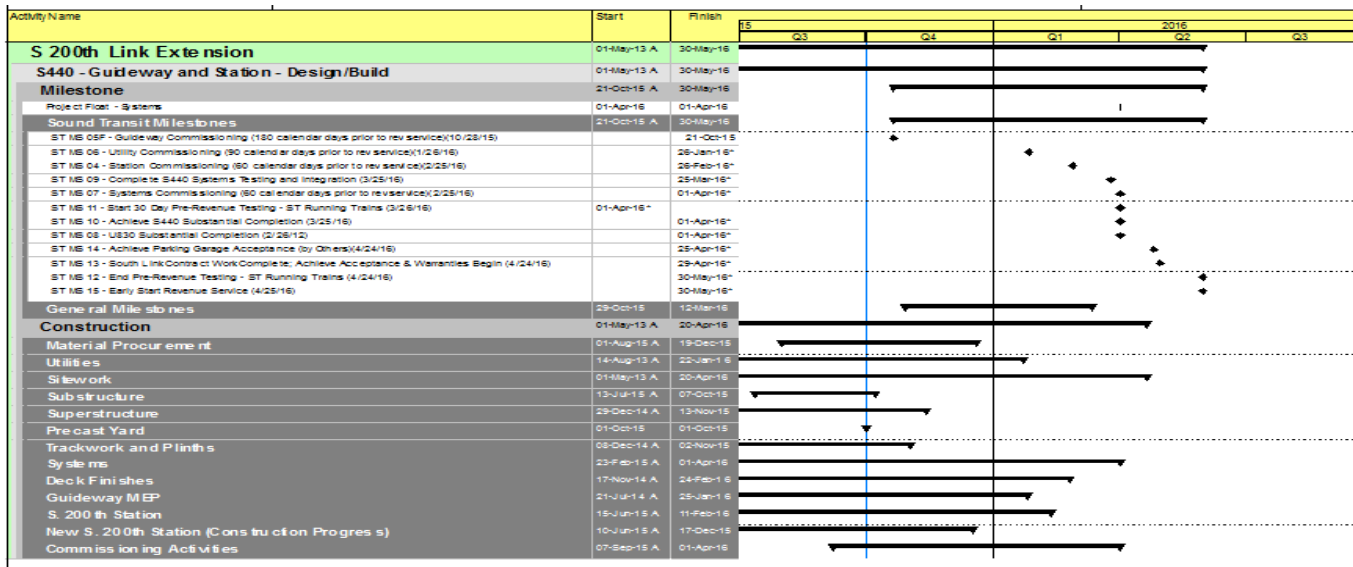 Activity Name Start Finish 15 2016
Q3 Q4 Q1 Q2 Q3
S 200th Link Extension 01-May-13 A 30-May-16
S440 - Guideway and Station - Design/Build 01-May-13 A 30-May-16
Milestone 21-Oct-15 A 30-May-16
Project Float - Systems 01-Apr-16 01-Apr-16
Sound Transit Milestones 21-Oct-15 A 30-May-16
ST MS 05F - Guideway Commissioning (180 calendar days prior to rev service)(10/28/15) 21-Oct-15
ST MS 06 - Utility Commissioning (90 calendar days prior to rev service)(1/26/16) 26-Jan-16*
ST MS 04 - Station Commissioning (60 calendar days prior to rev service)(2/25/16) 26-Feb-16*
ST MS 09 - Complete S440 Systems Testing and Integration (3/25/16) 25-Mar-16*
ST MS 07 - Systems Commissioning (60 calendar days prior to rev service)(2/25/16) 01-Apr-16*
ST MS 11 - Start 30 Day Pre-Revenue Testing - ST Running Trains (3/26/16) 01-Apr-16*
ST MS 10 - Achieve S440 Substantial Completion (3/25/16) 01-Apr-16*
ST MS 08 - U830 Substantial Completion (2/26/12) 01-Apr-16*
ST MS 14 - Achieve Parking Garage Acceptance (by Others)(4/24/16) 25-Apr-16*
ST MS 13 - South Link Contract Work Complete; Achieve Acceptance & Warranties Begin (4/24/16) 29-Apr-16*
ST MS 12 - End Pre-Revenue Testing - ST Running Trains (4/24/16) 30-May-16*
ST MS 15 - Early Start Revenue Service (4/25/16) 30-May-16*
General Milestones 29-Oct-15 12-Mar-16
Construction 01-May-13 A 20-Apr-16
Material Procurement 01-Aug-15 A 19-Dec-15
Utilities 14-Aug-13 A 22-Jan-16
Sitework 01-May-13 A 20-Apr-16
Substructure 13-Jul-15 A 07-Oct-15
Superstructure 29-Dec-14 A 13-Nov-15
Precast Yard 01-Oct-15 01-Oct-15
Trackwork and Plinths 08-Dec-14 A 02-Nov-15
Systems 23-Feb-15 A 01-Apr-16
Deck Finishes 17-Nov-14 A 24-Feb-16
Guideway MEP 21-Jul-14 A 25-Jan-16
S. 200th Station 15-Jun-15 A 11-Feb-16
New S. 200th Station (Construction Progress) 10-Jun-15 A 17-Dec-15
Commissioning Activities 07-Sep-15 A 01-Apr-16